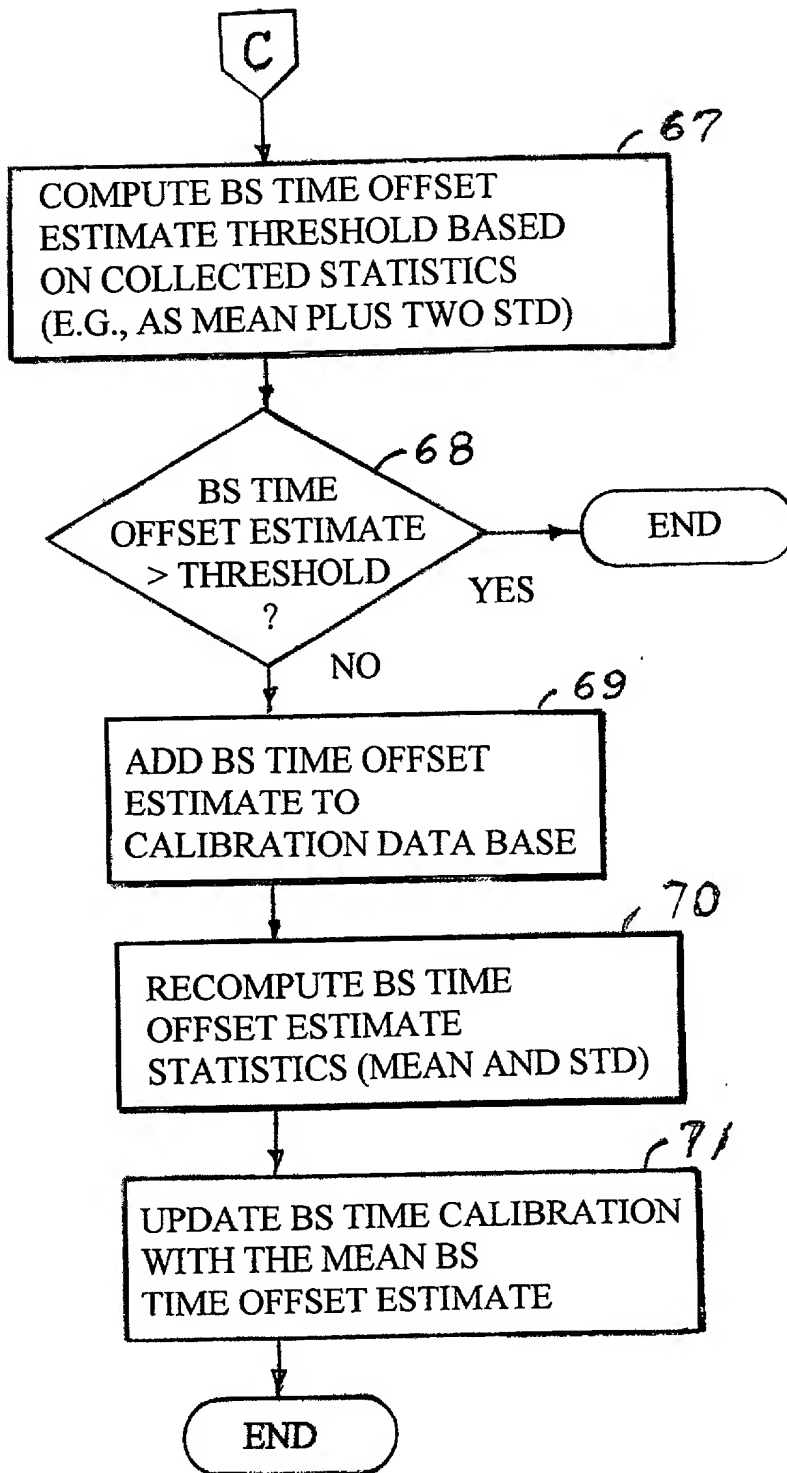 C
67
COMPUTE BS TIME OFFSET
ESTIMATE THRESHOLD BASED
ON COLLECTED STATISTICS
(E.G., AS MEAN PLUS TWO STD)
68
BS TIME
OFFSET ESTIMATE
> THRESHOLD
?
YES
END
NO
69
ADD BS TIME OFFSET
ESTIMATE TO
CALIBRATION DATA BASE
70
RECOMPUTE BS TIME
OFFSET ESTIMATE
STATISTICS (MEAN AND STD)
71
UPDATE BS TIME CALIBRATION
WITH THE MEAN BS
TIME OFFSET ESTIMATE
END